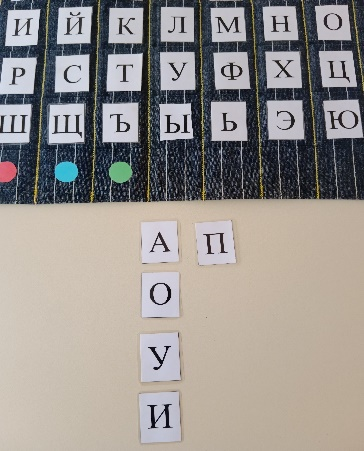 И Й К Л М Н О
Р С Т У Ф Х Ц
Ш Щ Ъ Ы Ь Э Ю
А П
О
У
И